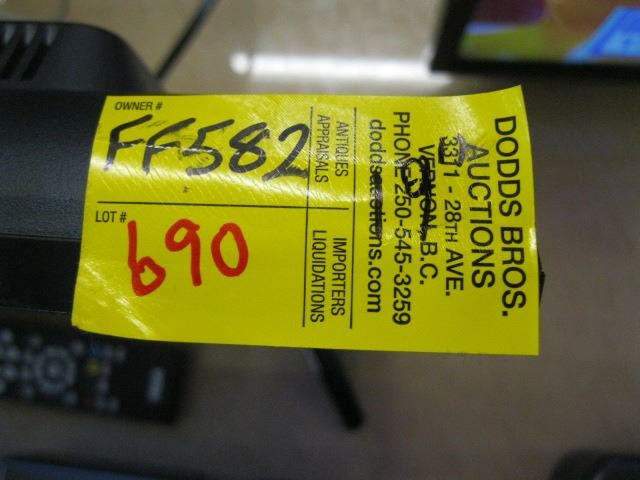 OWNER #
FF582
LOT #
690
ANTIQUES
APPRAISALS
IMPORTERS
LIQUIDATIONS
DODDS BROS.
AUCTIONS
3311 - 28TH AVE.
VERNON, B.C.
PHONE 250-545-3259
doddsauctions.com